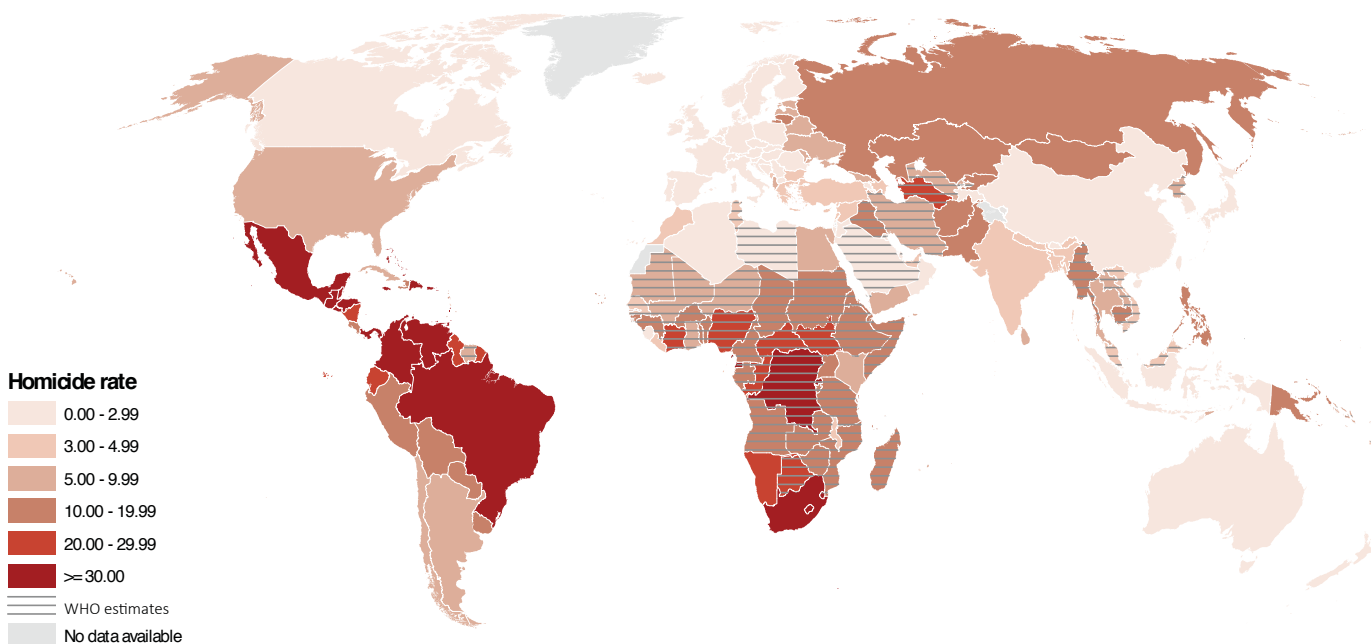 Homicide rate
0.00 - 2.99
3.00 - 4.99
5.00 - 9.99
10.00 - 19.99
20.00 - 29.99
>= 30.00
WHO estimates
No data available